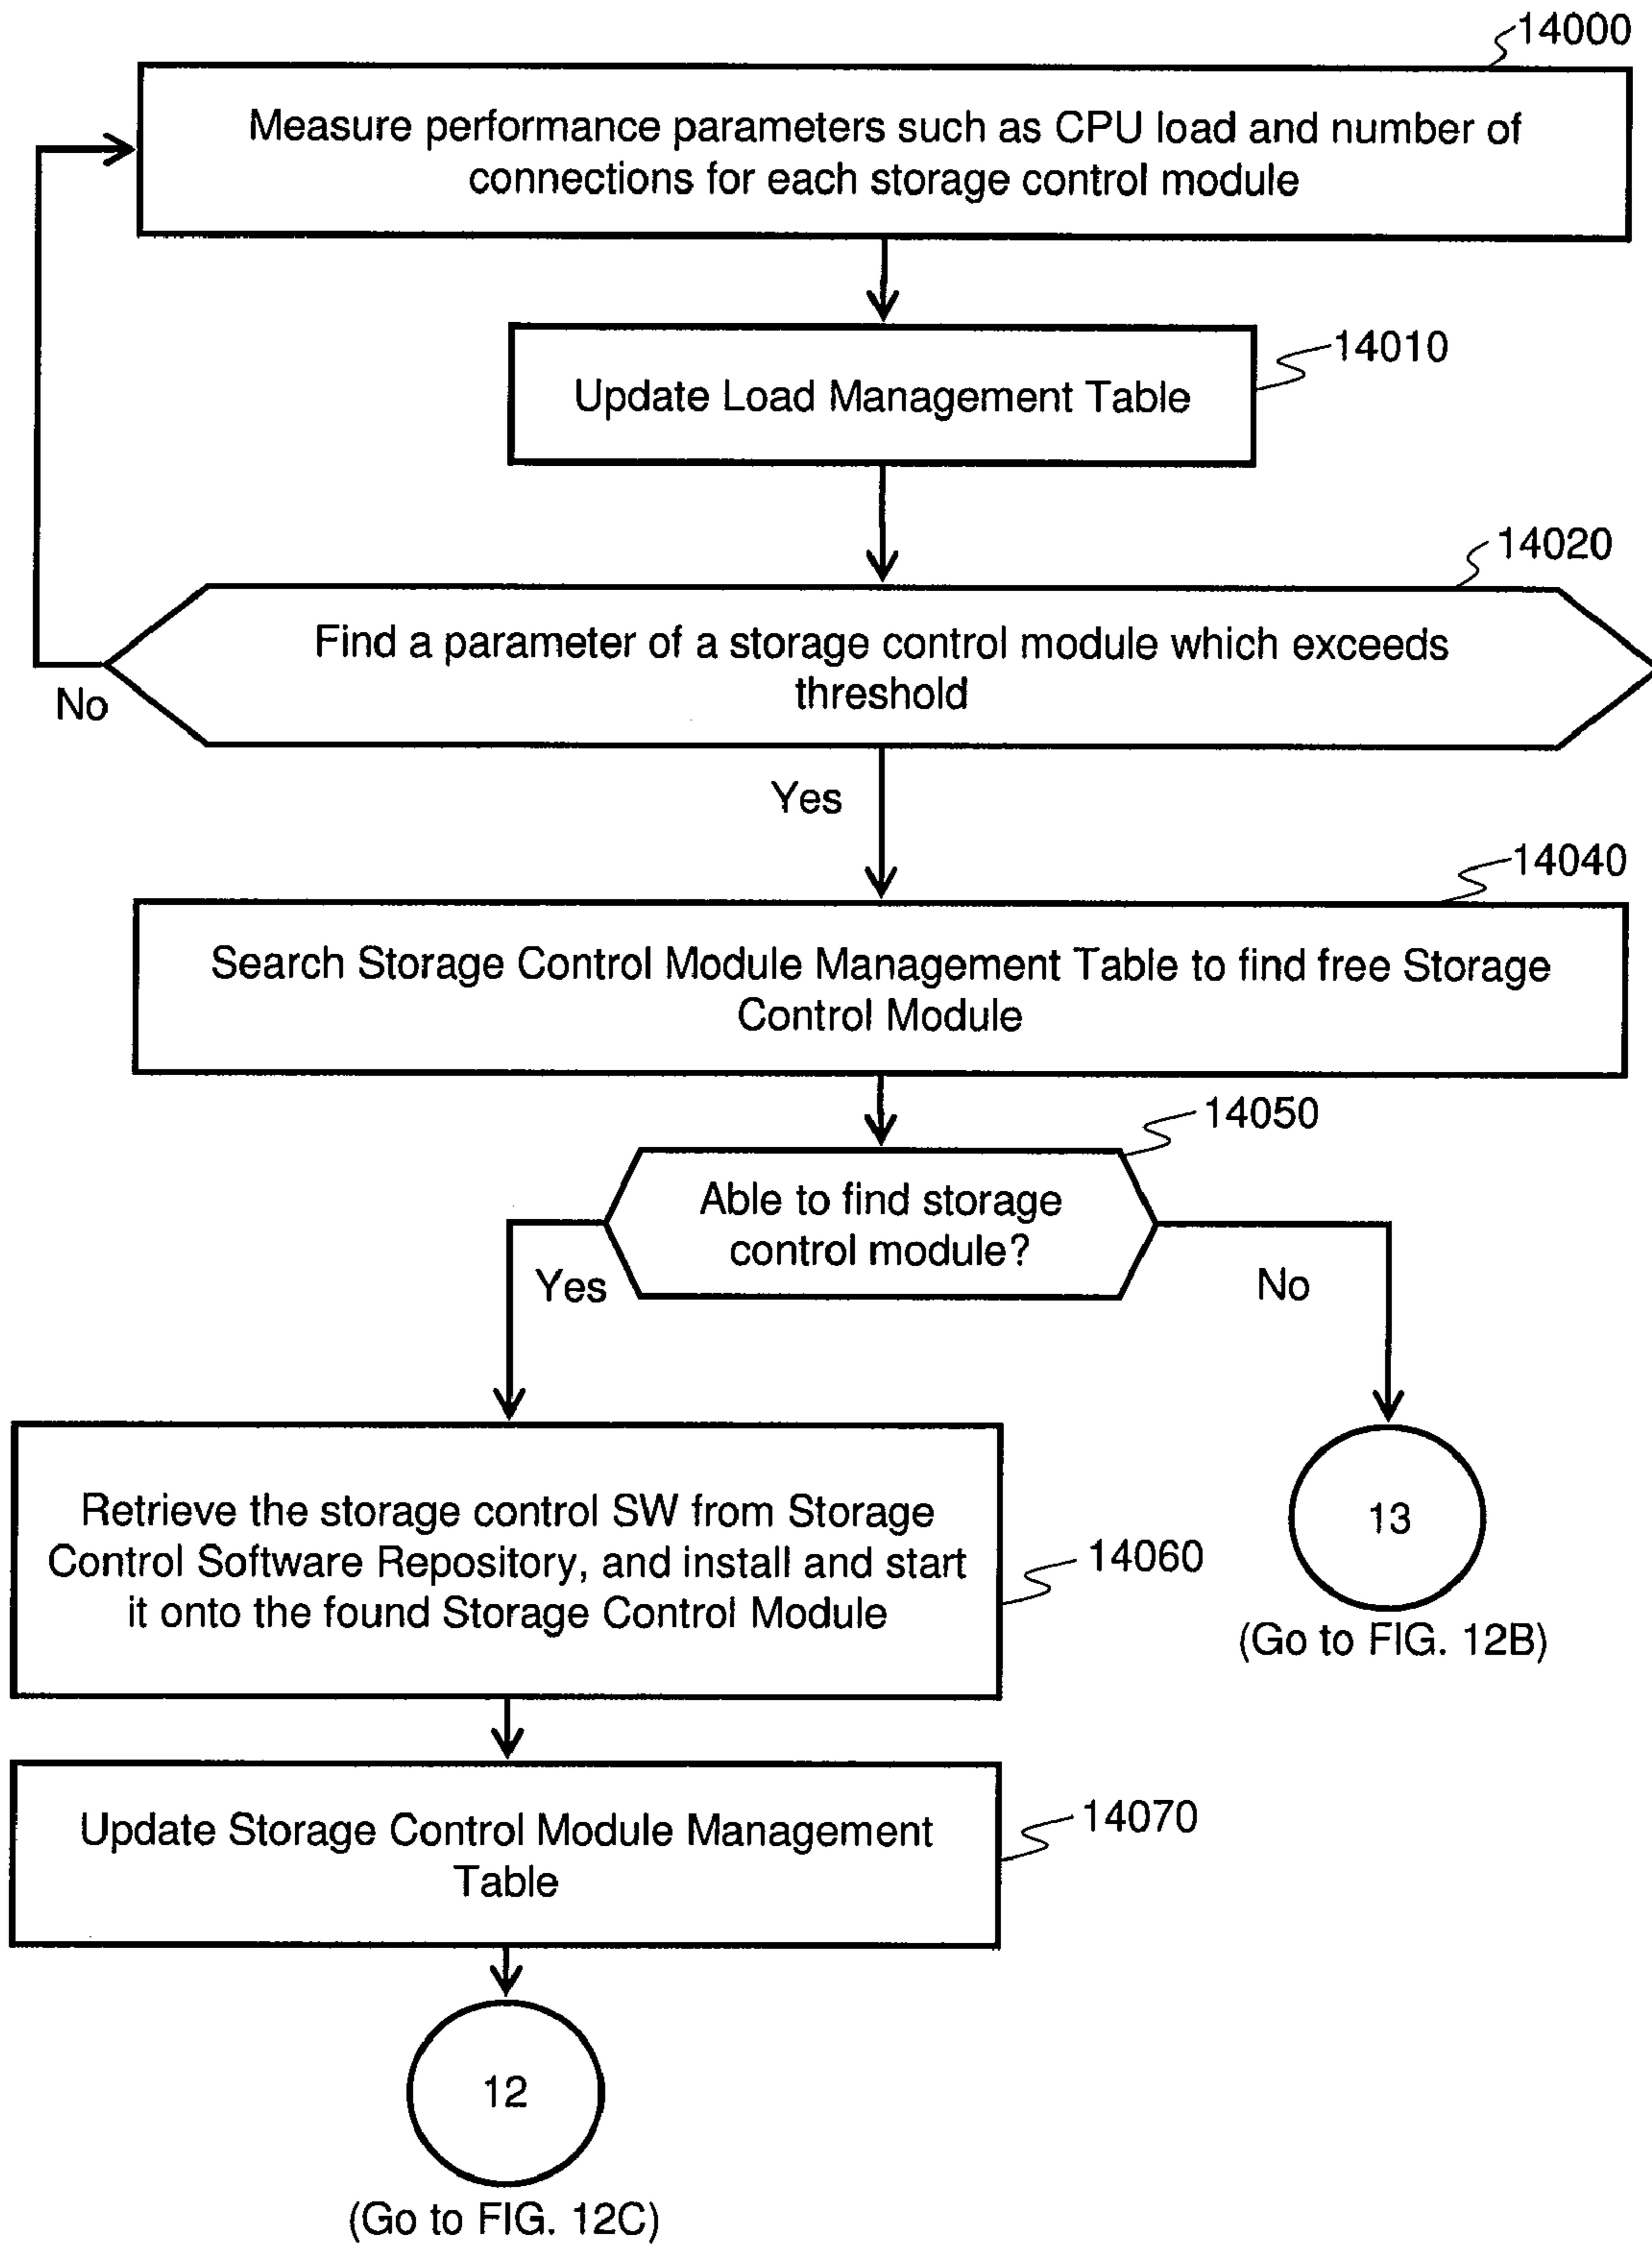 14000
Measure performance parameters such as CPU load and number of
connections for each storage control module
14010
Update Load Management Table
14020
Find a parameter of a storage control module which exceeds
threshold
No
Yes
14040
Search Storage Control Module Management Table to find free Storage
Control Module
14050
Able to find storage
control module?
Yes
No
Retrieve the storage control SW from Storage
Control Software Repository, and install and start
it onto the found Storage Control Module
14060
13
(Go to FIG. 12B)
Update Storage Control Module Management
Table
14070
12
(Go to FIG. 12C)